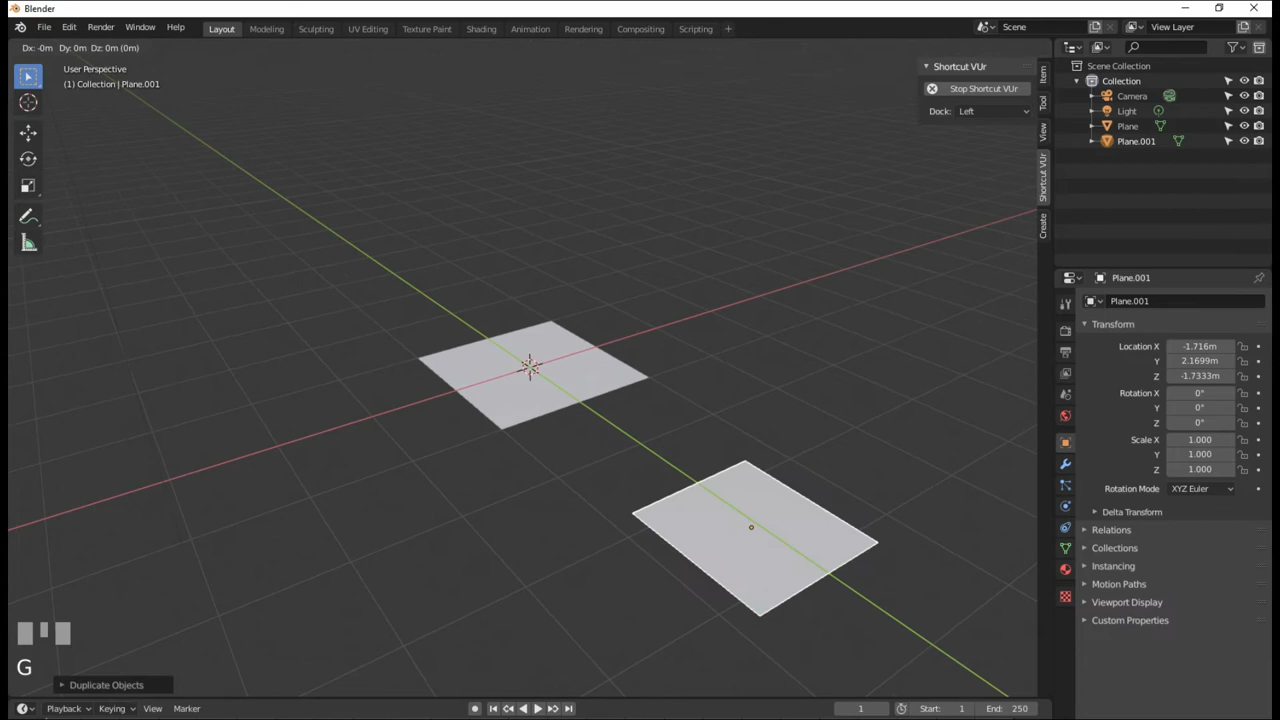 Blender
File Edit Render Window Help
Layout Modeling Sculpting UV Editing Texture Paint Shading Animation Rendering Compositing Scripting +
Scene
View Layer
Dx: -0m Dy: 0m Dz: 0m (0m)
User Perspective
(1) Collection | Plane.001
Shortcut VUr
Stop Shortcut VUr
Dock: Left
Item
Tool
View
Shortcut VUr
Create
Scene Collection
Collection
Camera
Light
Plane
Plane.001
Plane.001
Plane.001
Transform
Location X -1.716m
Y 2.1699m
Z -1.7333m
Rotation X 0°
Y 0°
Z 0°
Scale X 1.000
Y 1.000
Z 1.000
Rotation Mode XYZ Euler
Delta Transform
Relations
Collections
Instancing
Motion Paths
Viewport Display
Custom Properties
G
Duplicate Objects
Playback Keying View Marker
1
Start: 1
End: 250